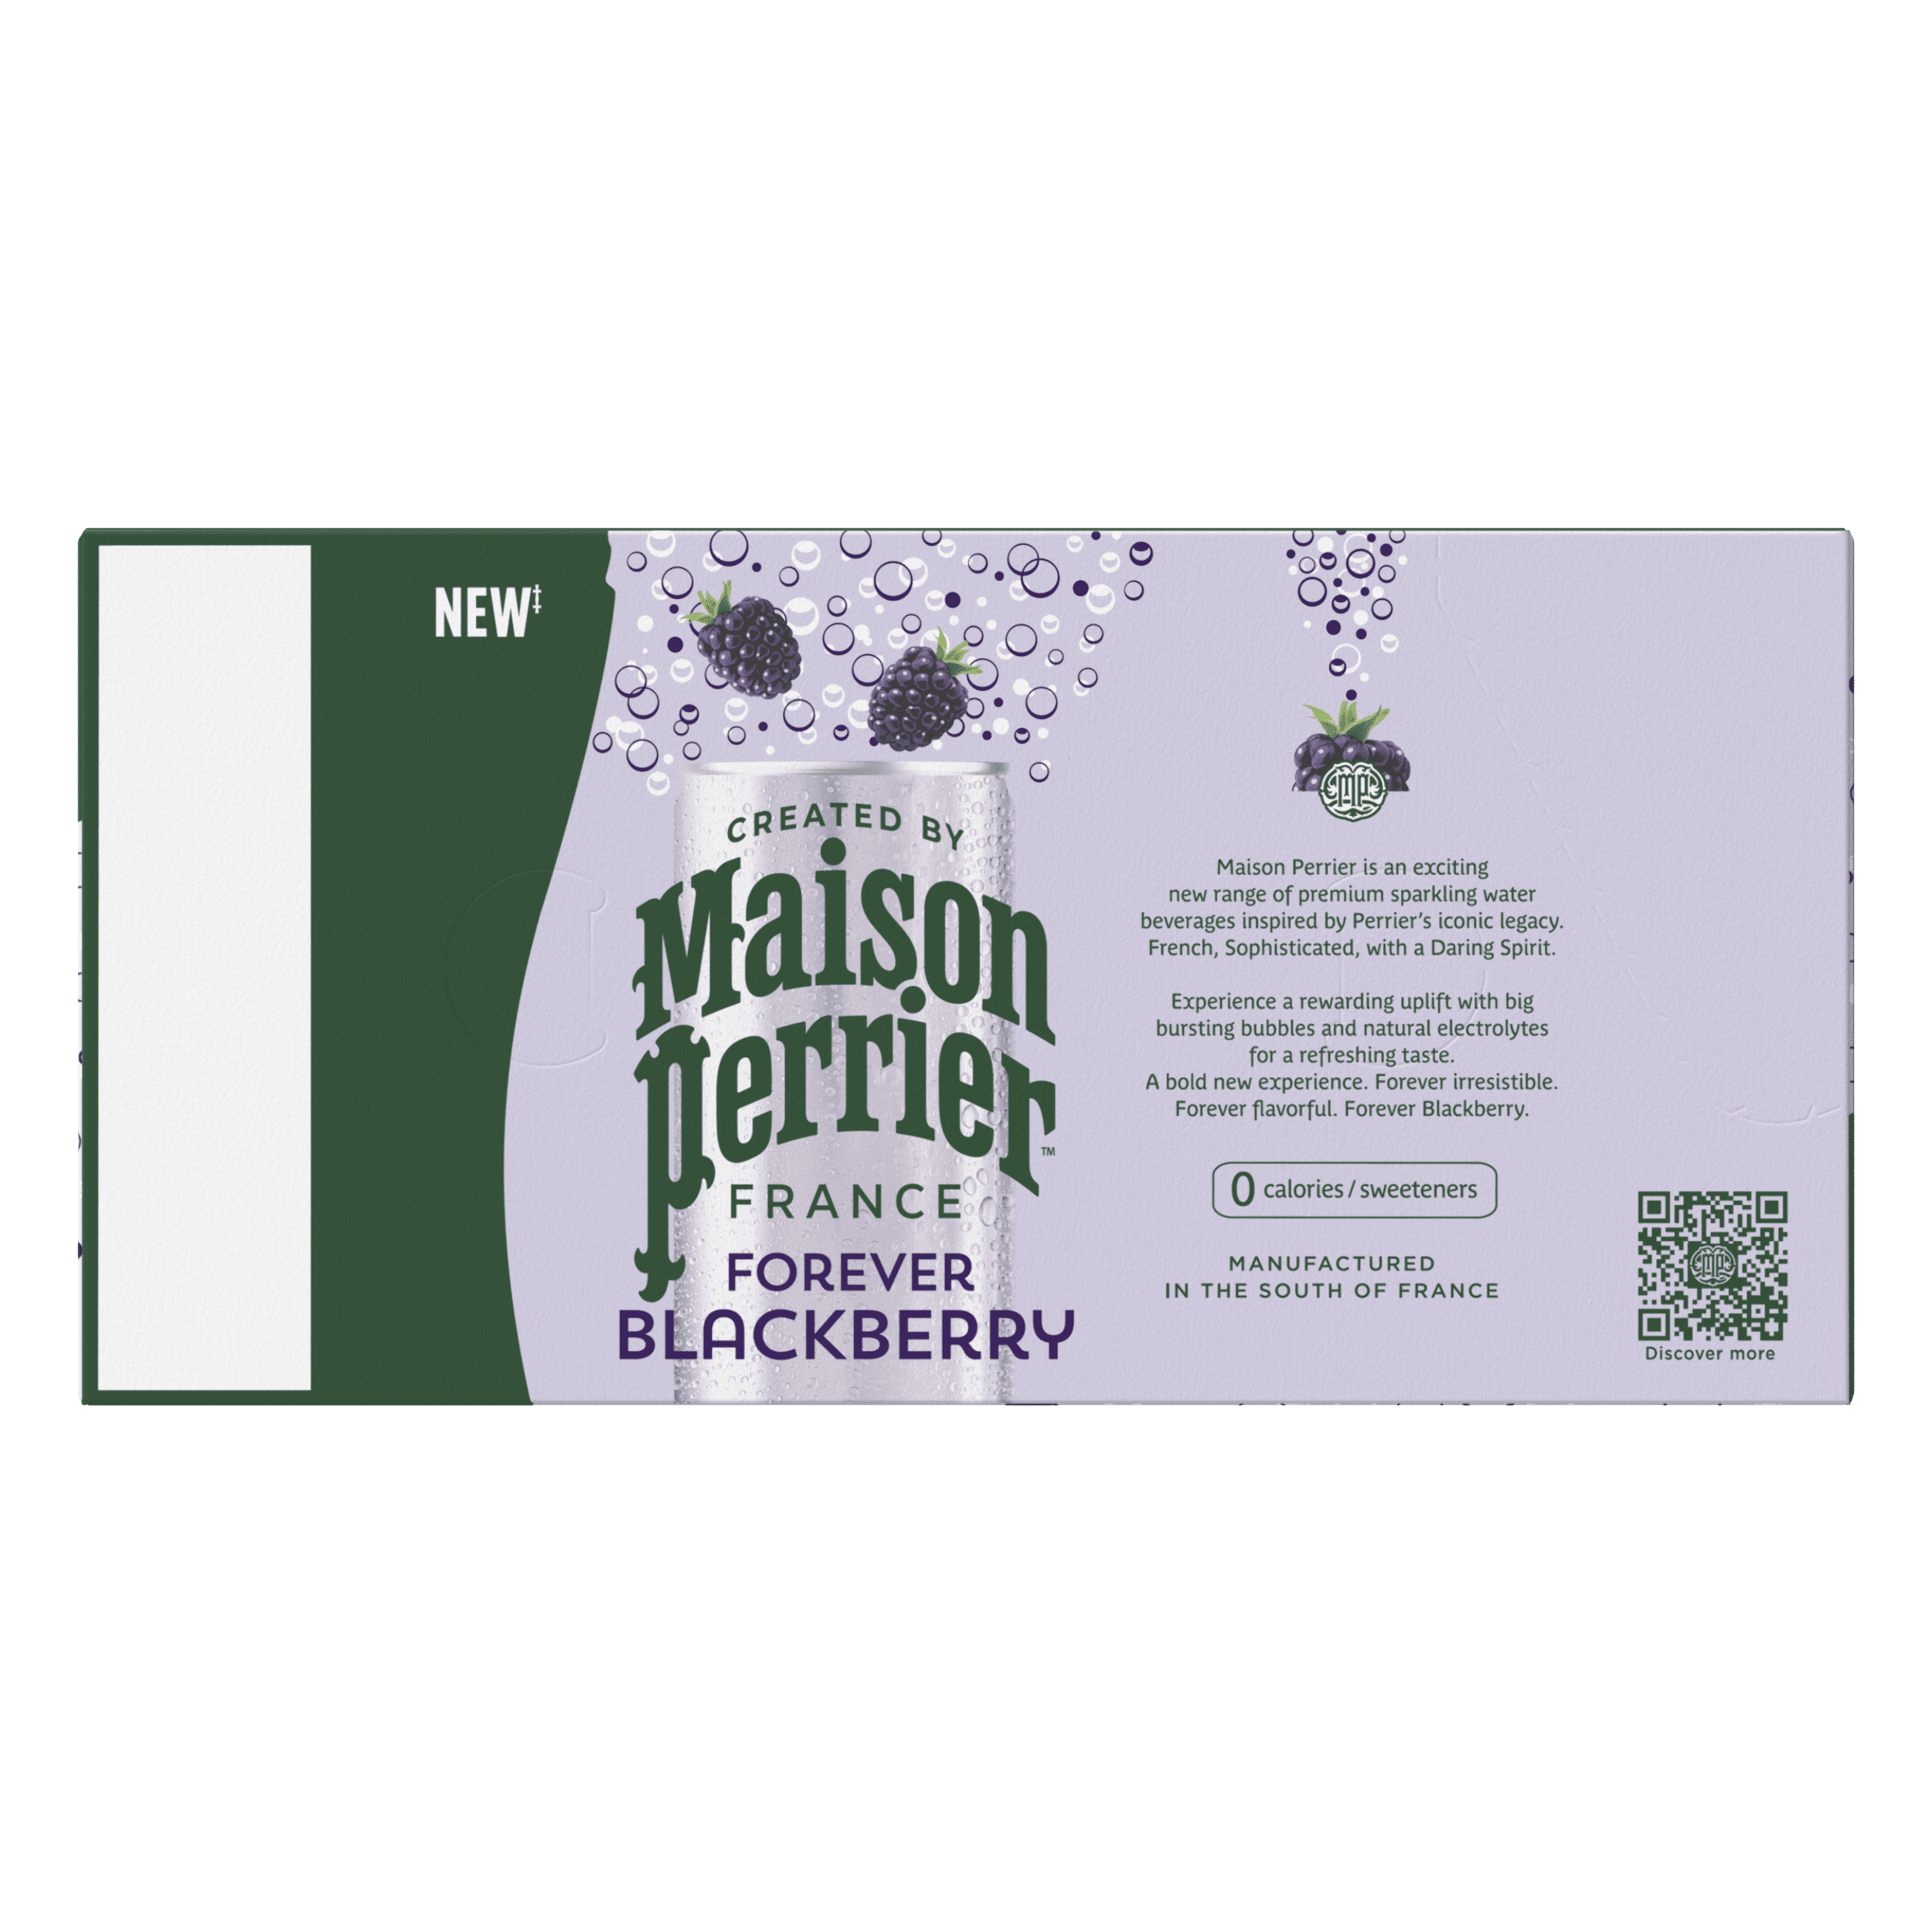 NEW‡
CREATED BY
Maison
Perrier™
FRANCE
FOREVER
BLACKBERRY
MP
Maison Perrier is an exciting
new range of premium sparkling water
beverages inspired by Perrier's iconic legacy.
French, Sophisticated, with a Daring Spirit.
Experience a rewarding uplift with big
bursting bubbles and natural electrolytes
for a refreshing taste.
A bold new experience. Forever irresistible.
Forever flavorful. Forever Blackberry.
0 calories / sweeteners
MANUFACTURED
IN THE SOUTH OF FRANCE
MP
Discover more